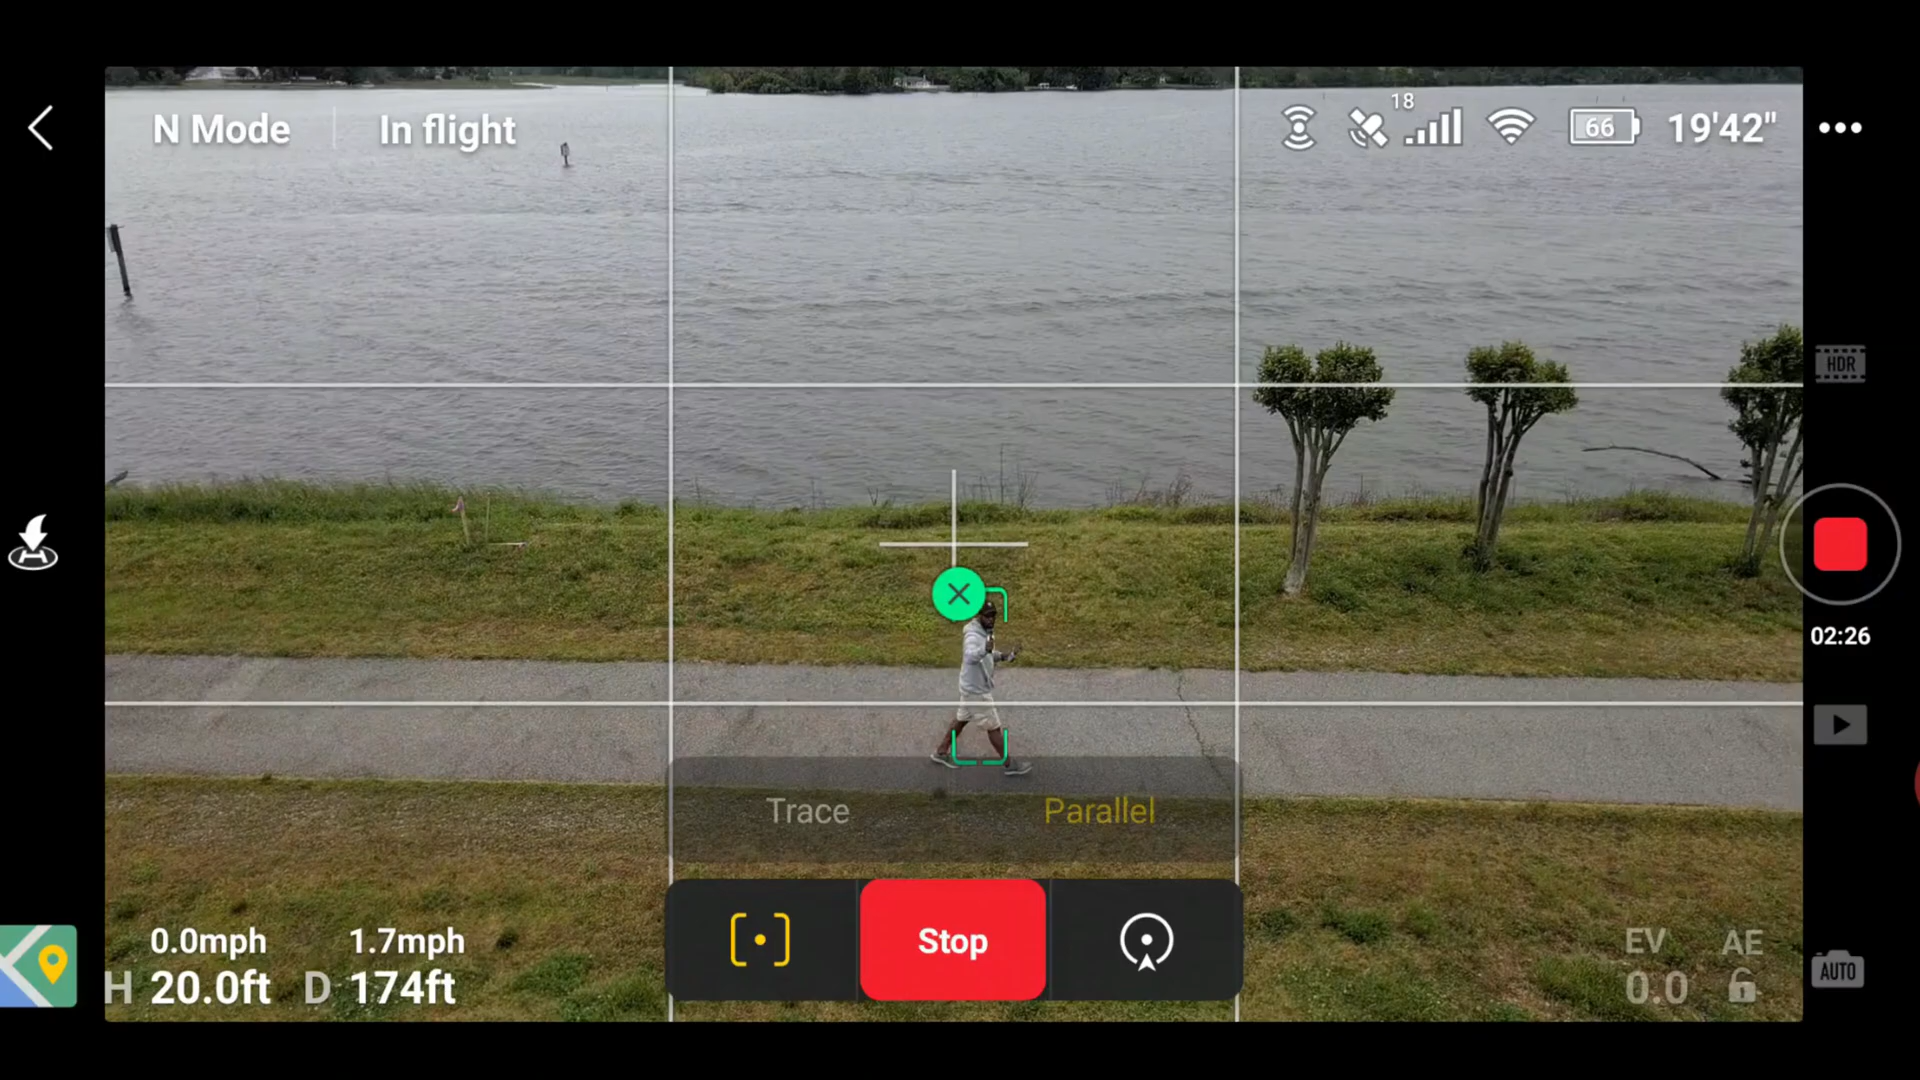 N Mode In flight 18 66 19'42"
HDR
02:26
Trace Parallel
Stop
0.0mph 1.7mph
H 20.0ft D 174ft
EV AE
0.0
AUTO